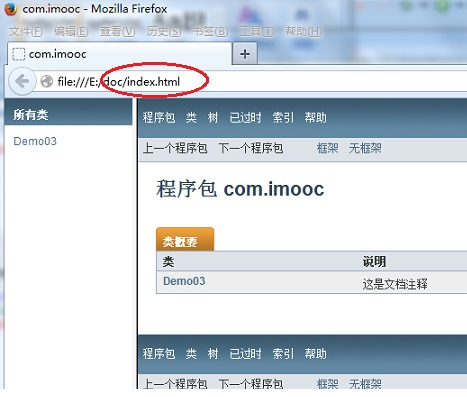 com.imooc - Mozilla Firefox
文件(F) 编辑(E) 查看(V) 历史(S) 书签(B) 工具(T) 帮助(H)
com.imooc
file:///E:/doc/index.html
所有类
Demo03
程序包 类 树 已过时 索引 帮助
上一个程序包 下一个程序包 框架 无框架
程序包 com.imooc
类概要
类 说明
Demo03 这是文档注释
程序包 类 树 已过时 索引 帮助
上一个程序包 下一个程序包 框架 无框架